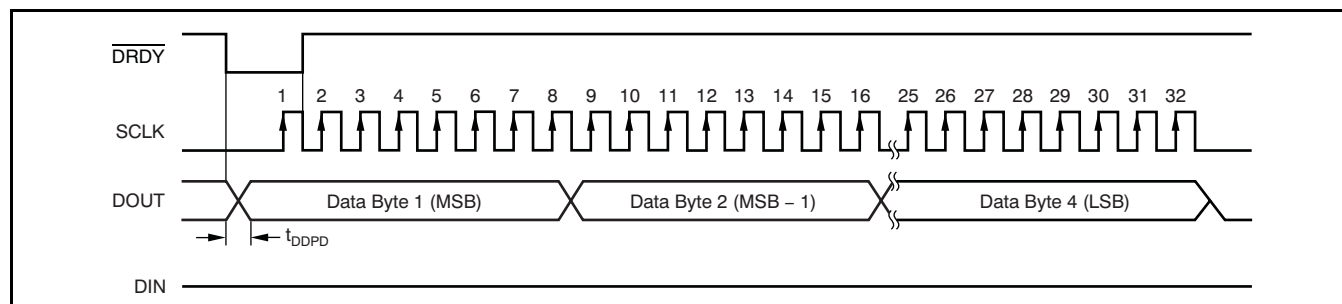 DRDY
1 2 3 4 5 6 7 8 9 10 11 12 13 14 15 16 25 26 27 28 29 30 31 32
SCLK
DOUT Data Byte 1 (MSB) Data Byte 2 (MSB – 1) Data Byte 4 (LSB)
tDDPD
DIN